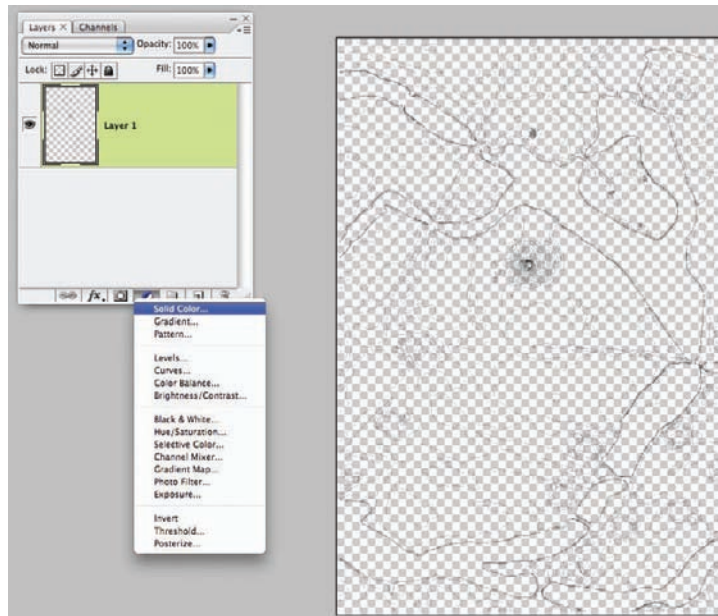 Layers × Channels
Normal Opacity: 100%
Lock: Fill: 100%
Layer 1
fx.
Solid Color...
Gradient...
Pattern...
Levels...
Curves...
Color Balance...
Brightness/Contrast...
Black & White...
Hue/Saturation...
Selective Color...
Channel Mixer...
Gradient Map...
Photo Filter...
Exposure...
Invert
Threshold...
Posterize...